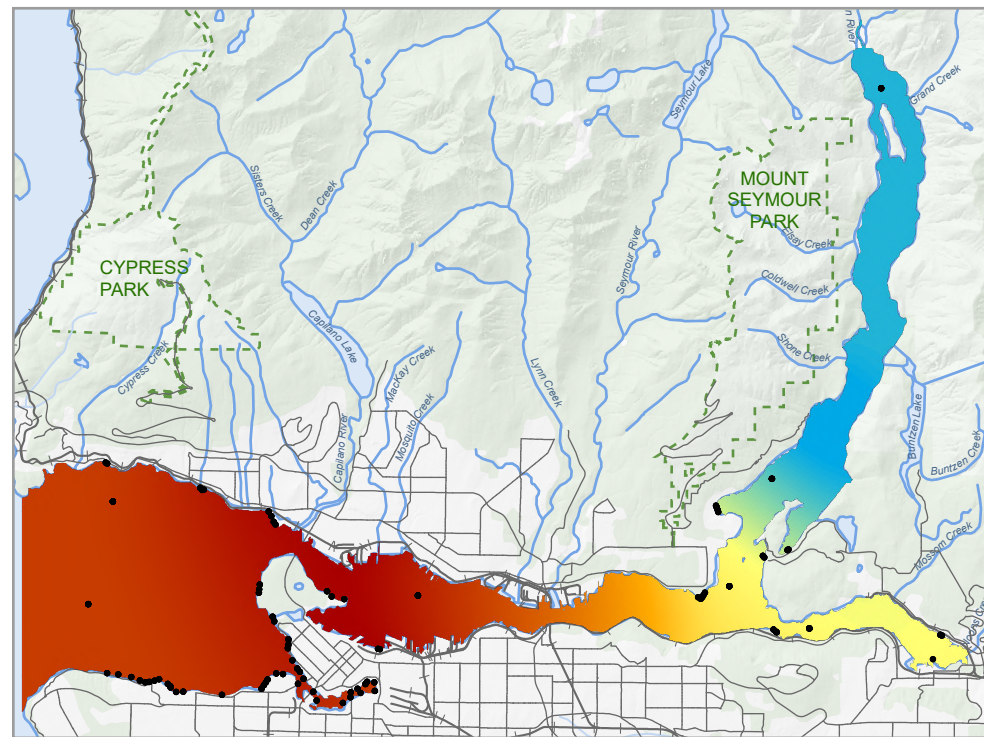 n River
Grand Creek
Seymour Lake
MOUNT
SEYMOUR
PARK
Elsay Creek
Sisters Creek
Dean Creek
Seymour River
CYPRESS
PARK
Coldwell Creek
Capilano Lake
Shone Creek
Cypress Creek
MacKay Creek
Lynn Creek
Mosquito Creek
Buntzen Lake
Capilano River
Buntzen Creek
Mossom Creek